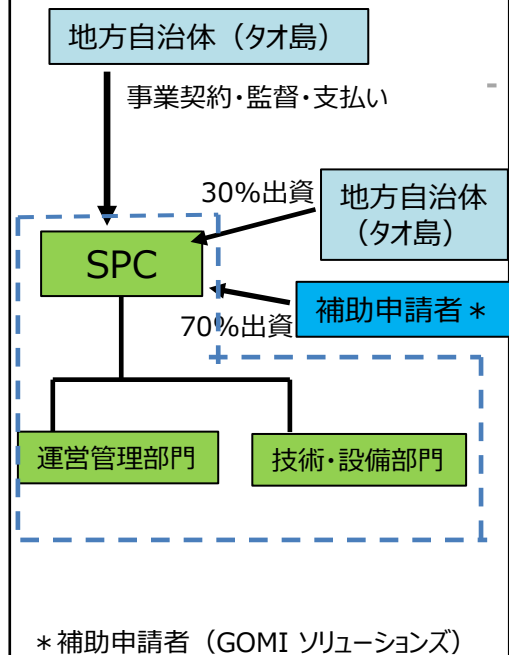 地方自治体（タオ島）
事業契約・監督・支払い
30%出資
地方自治体
（タオ島）
SPC
補助申請者＊
70%出資
運営管理部門
技術・設備部門
＊補助申請者（GOMI ソリューションズ）